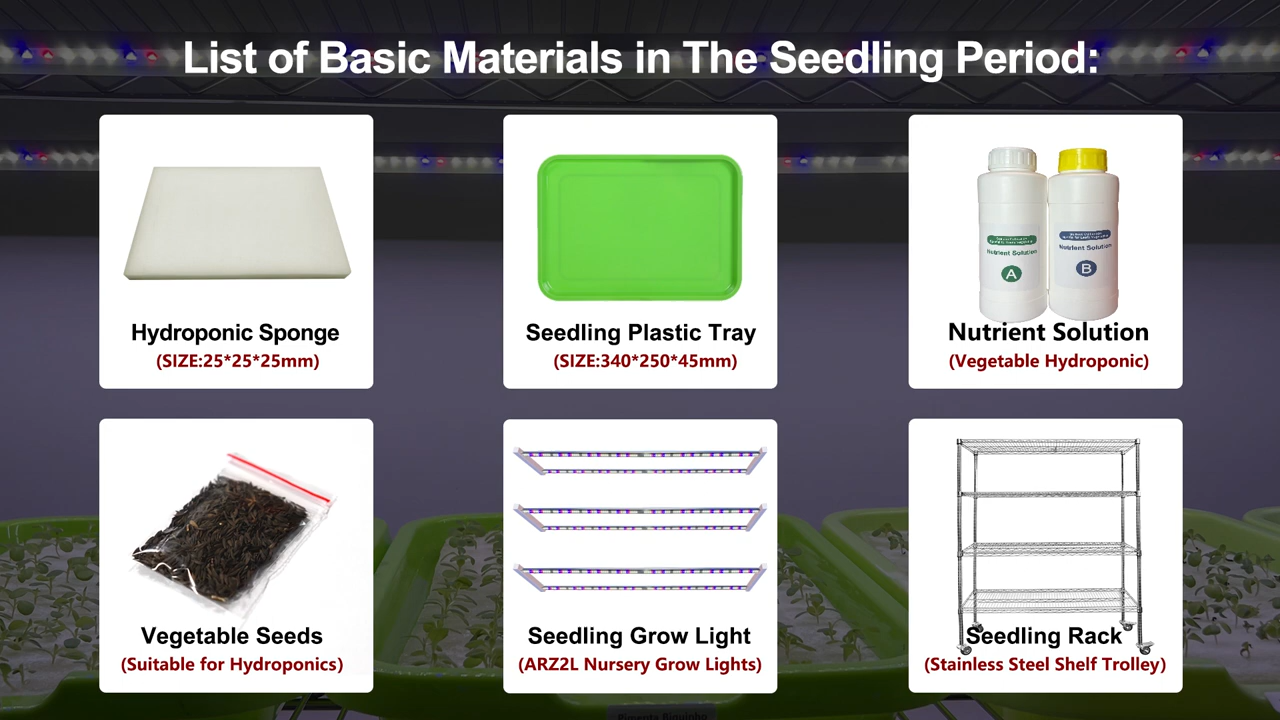 List of Basic Materials in The Seedling Period:
Nutrient Solution
A
Nutrient Solution
B
Hydroponic Sponge
(SIZE:25*25*25mm)
Seedling Plastic Tray
(SIZE:340*250*45mm)
Nutrient Solution
(Vegetable Hydroponic)
Vegetable Seeds
(Suitable for Hydroponics)
Seedling Grow Light
(ARZ2L Nursery Grow Lights)
Seedling Rack
(Stainless Steel Shelf Trolley)